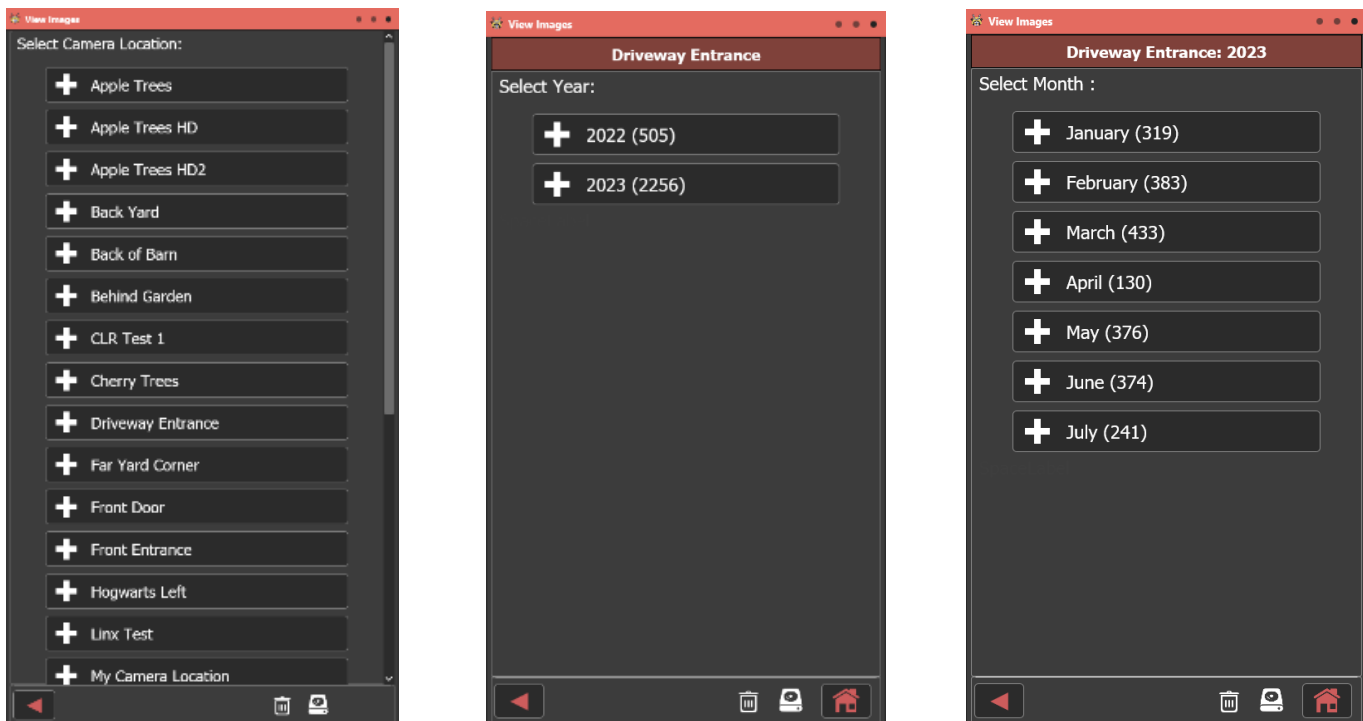 View Images
Select Camera Location:
Apple Trees
Apple Trees HD
Apple Trees HD2
Back Yard
Back of Barn
Behind Garden
CLR Test 1
Cherry Trees
Driveway Entrance
Far Yard Corner
Front Door
Front Entrance
Hogwarts Left
Linx Test
My Camera Location
View Images
Driveway Entrance
Select Year:
2022 (505)
2023 (2256)
View Images
Driveway Entrance: 2023
Select Month :
January (319)
February (383)
March (433)
April (130)
May (376)
June (374)
July (241)